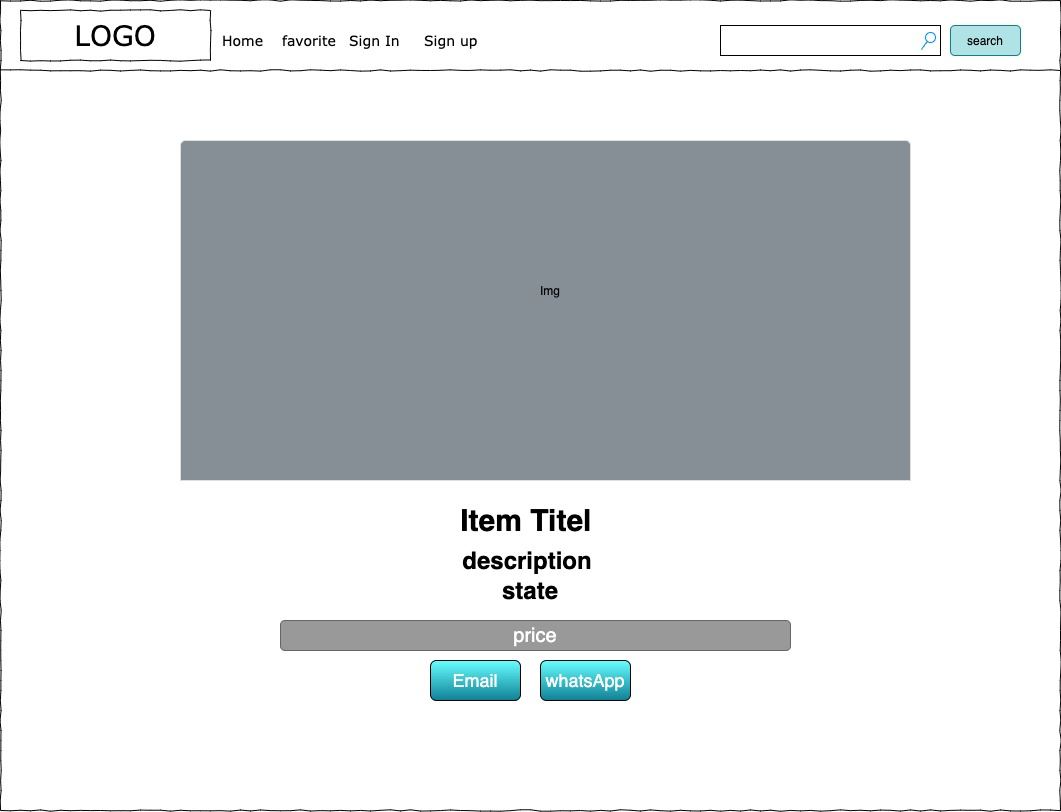 LOGO
Home favorite Sign In Sign up
search
Img
Item Titel
description
state
price
Email whatsApp